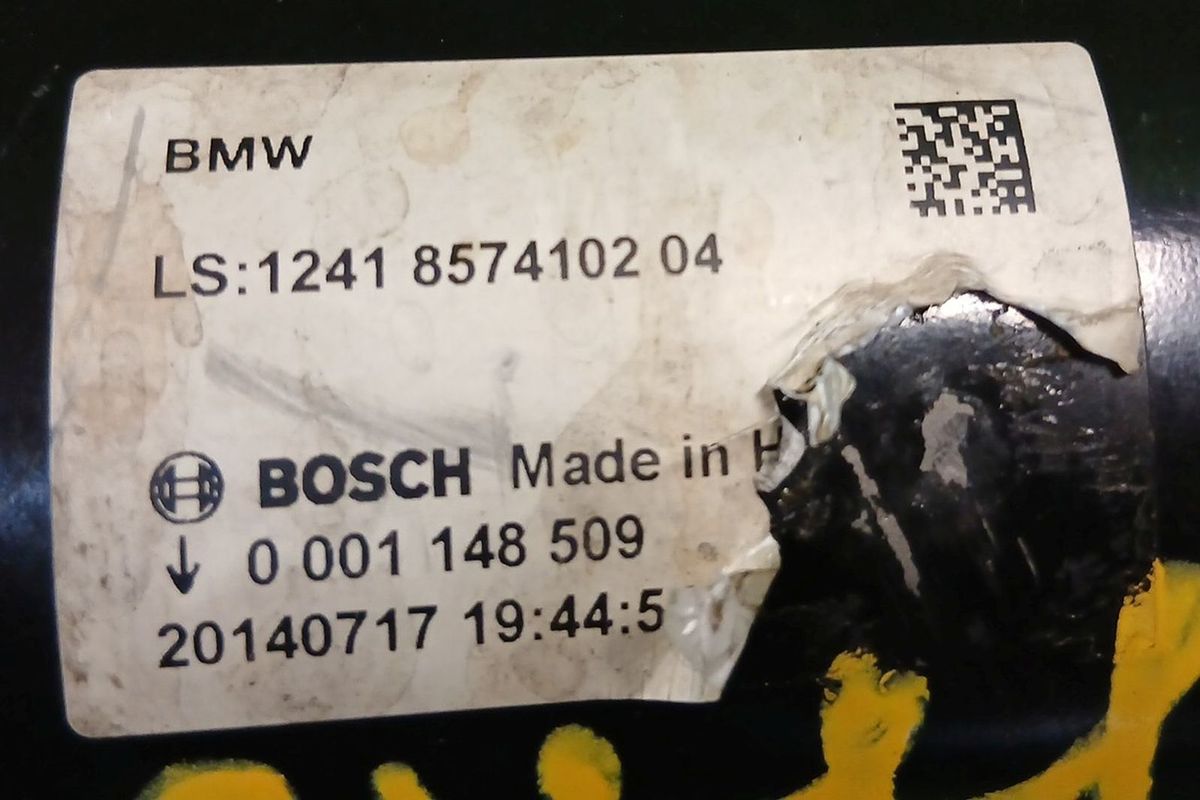 BMW
LS:1241 8574102 04
BOSCH Made in H
0 001 148 509
20140717 19:44:5